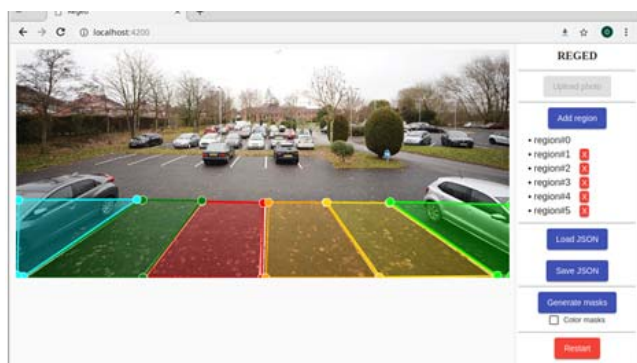 Reged
localhost:4200
REGED
Upload photo
Add region
• region#0
• region#1 X
• region#2 X
• region#3 X
• region#4 X
• region#5 X
Load JSON
Save JSON
Generate masks
Color masks
Restart